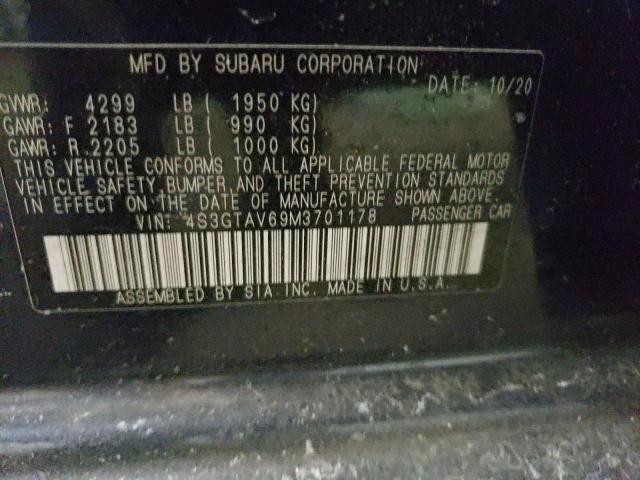 MFD BY SUBARU CORPORATION
DATE: 10/20
GVWR: 4299 LB ( 1950 KG)
GAWR: F 2183 LB ( 990 KG)
GAWR: R 2205 LB ( 1000 KG)
THIS VEHICLE CONFORMS TO ALL APPLICABLE FEDERAL MOTOR
VEHICLE SAFETY, BUMPER, AND THEFT PREVENTION STANDARDS
IN EFFECT ON THE DATE OF MANUFACTURE SHOWN ABOVE.
VIN: 4S3GTAV69M3701178 PASSENGER CAR
ASSEMBLED BY SIA INC. MADE IN U.S.A.